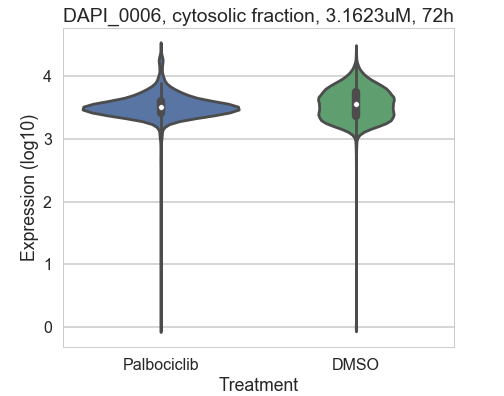 DAPI_0006, cytosolic fraction, 3.1623uM, 72h
Expression (log10)
4
3
2
1
0
Palbociclib
DMSO
Treatment